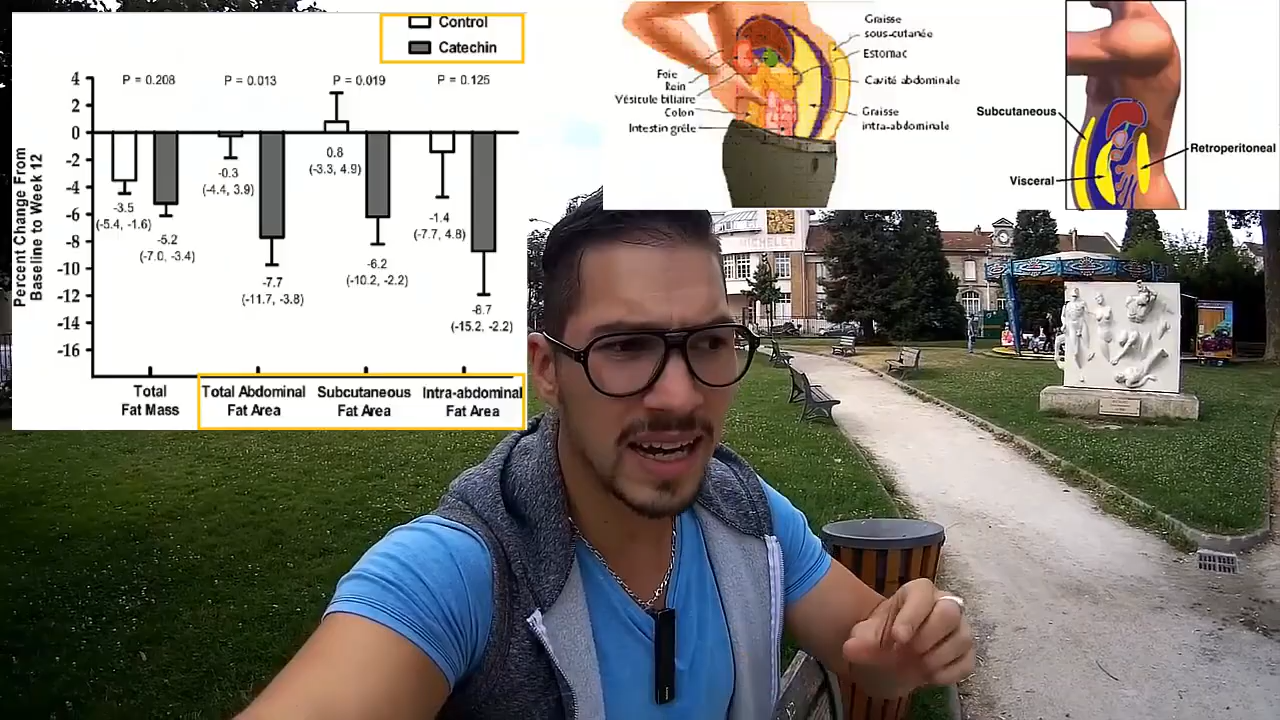 Control
Catechin
P = 0.208 P = 0.013 P = 0.019 P = 0.125
Percent Change From
Baseline to Week 12
4
2
0
-2
-4
-6
-8
-10
-12
-14
-16
-3.5
(-5.4, -1.6)
-5.2
(-7.0, -3.4)
-0.3
(-4.4, 3.9)
-7.7
(-11.7, -3.8)
0.8
(-3.3, 4.9)
-6.2
(-10.2, -2.2)
-1.4
(-7.7, 4.8)
-8.7
(-15.2, -2.2)
Total
Fat Mass
Total Abdominal
Fat Area
Subcutaneous
Fat Area
Intra-abdominal
Fat Area
Graisse
sous-cutanée
Estomac
Cavité abdominale
Graisse
intra-abdominale
Foie
Rein
Vésicule biliaire
Colon
Intestin grêle
Subcutaneous
Retroperitoneal
Visceral
MICHELET